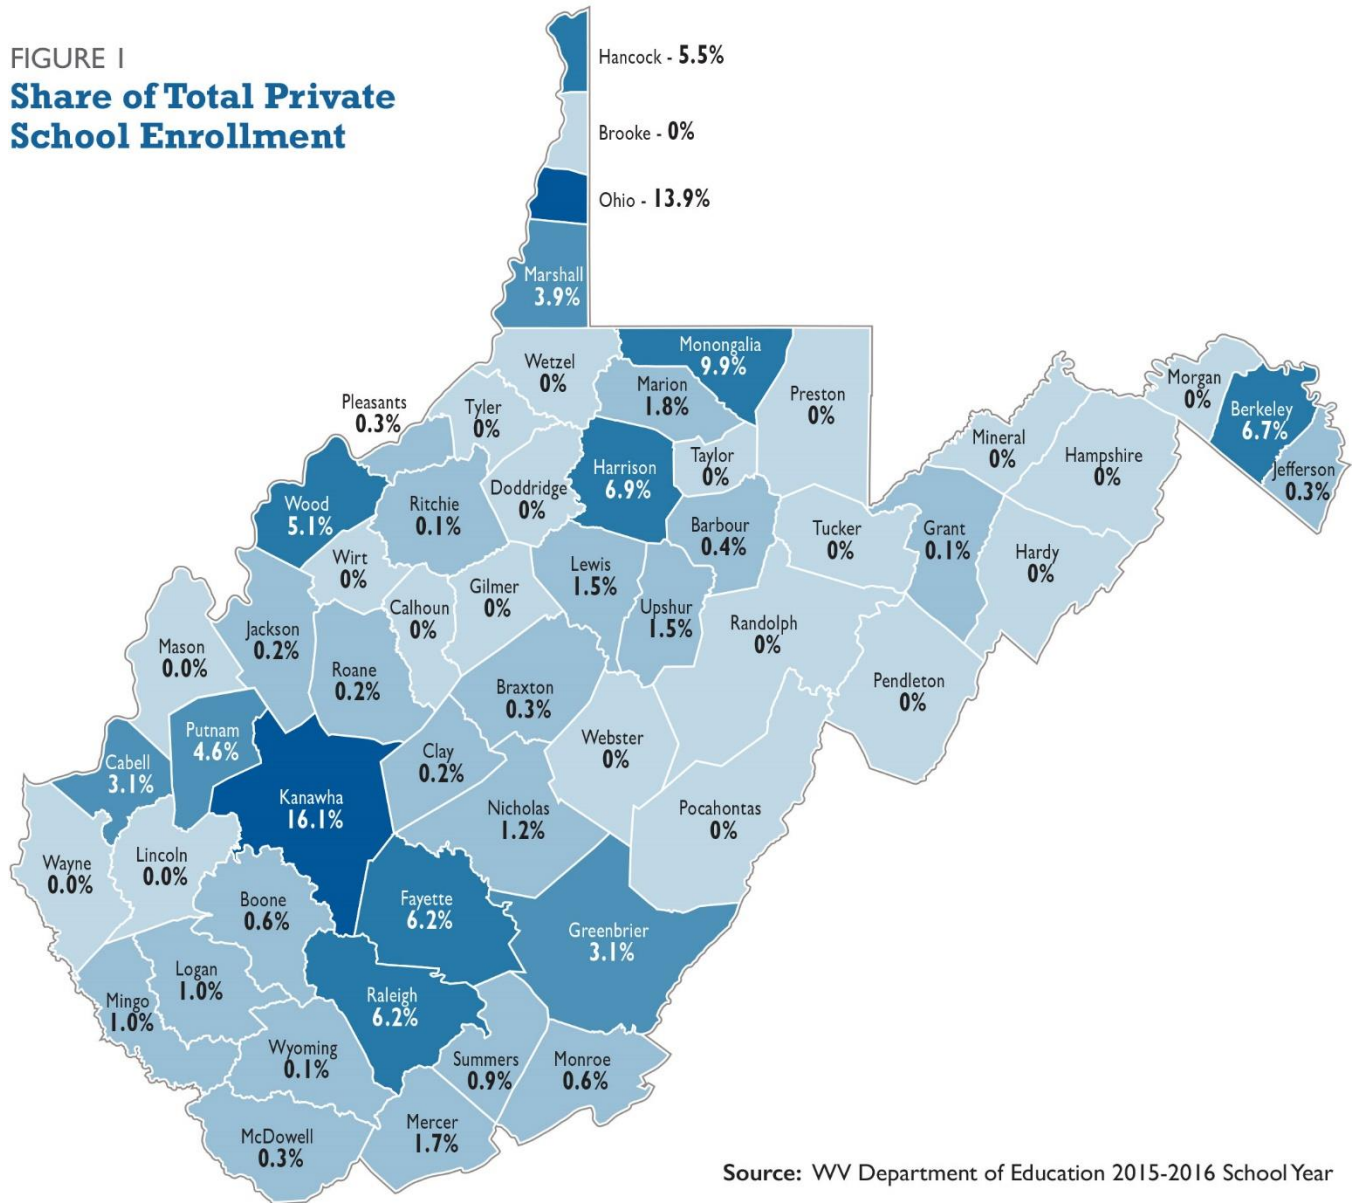 FIGURE 1
Share of Total Private
School Enrollment
Hancock - 5.5%
Brooke - 0%
Ohio - 13.9%
Marshall
3.9%
Wetzel
0%
Monongalia
9.9%
Marion
1.8%
Preston
0%
Pleasants
0.3%
Tyler
0%
Morgan
0%
Berkeley
6.7%
Jefferson
0.3%
Mineral
0%
Hampshire
0%
Wood
5.1%
Ritchie
0.1%
Doddridge
0%
Harrison
6.9%
Taylor
0%
Barbour
0.4%
Tucker
0%
Grant
0.1%
Hardy
0%
Wirt
0%
Calhoun
0%
Gilmer
0%
Lewis
1.5%
Upshur
1.5%
Randolph
0%
Pendleton
0%
Mason
0.0%
Jackson
0.2%
Roane
0.2%
Braxton
0.3%
Webster
0%
Putnam
4.6%
Cabell
3.1%
Kanawha
16.1%
Clay
0.2%
Nicholas
1.2%
Pocahontas
0%
Wayne
0.0%
Lincoln
0.0%
Boone
0.6%
Fayette
6.2%
Greenbrier
3.1%
Logan
1.0%
Mingo
1.0%
Raleigh
6.2%
Wyoming
0.1%
Summers
0.9%
Monroe
0.6%
McDowell
0.3%
Mercer
1.7%
Source: WV Department of Education 2015-2016 School Year